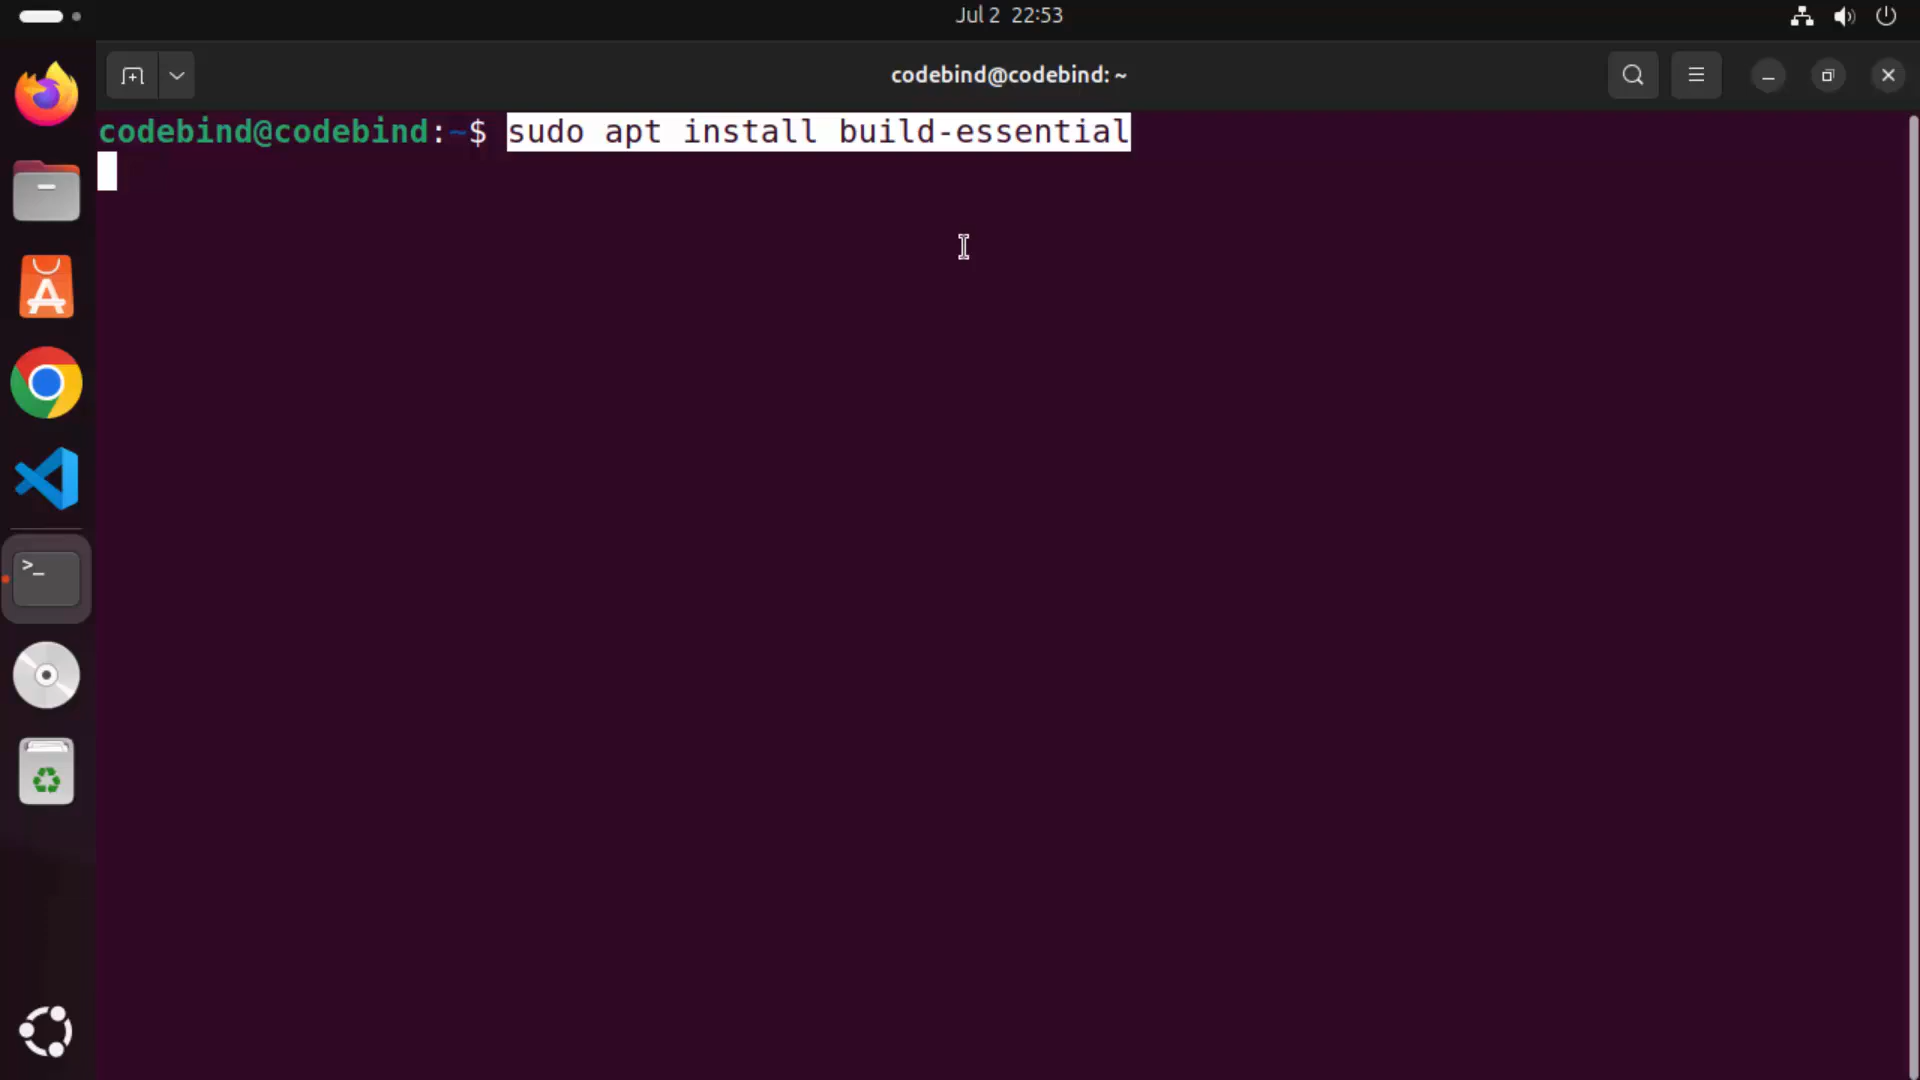 Jul 2 22:53
codebind@codebind: ~
codebind@codebind:~$ sudo apt install build-essential
>_